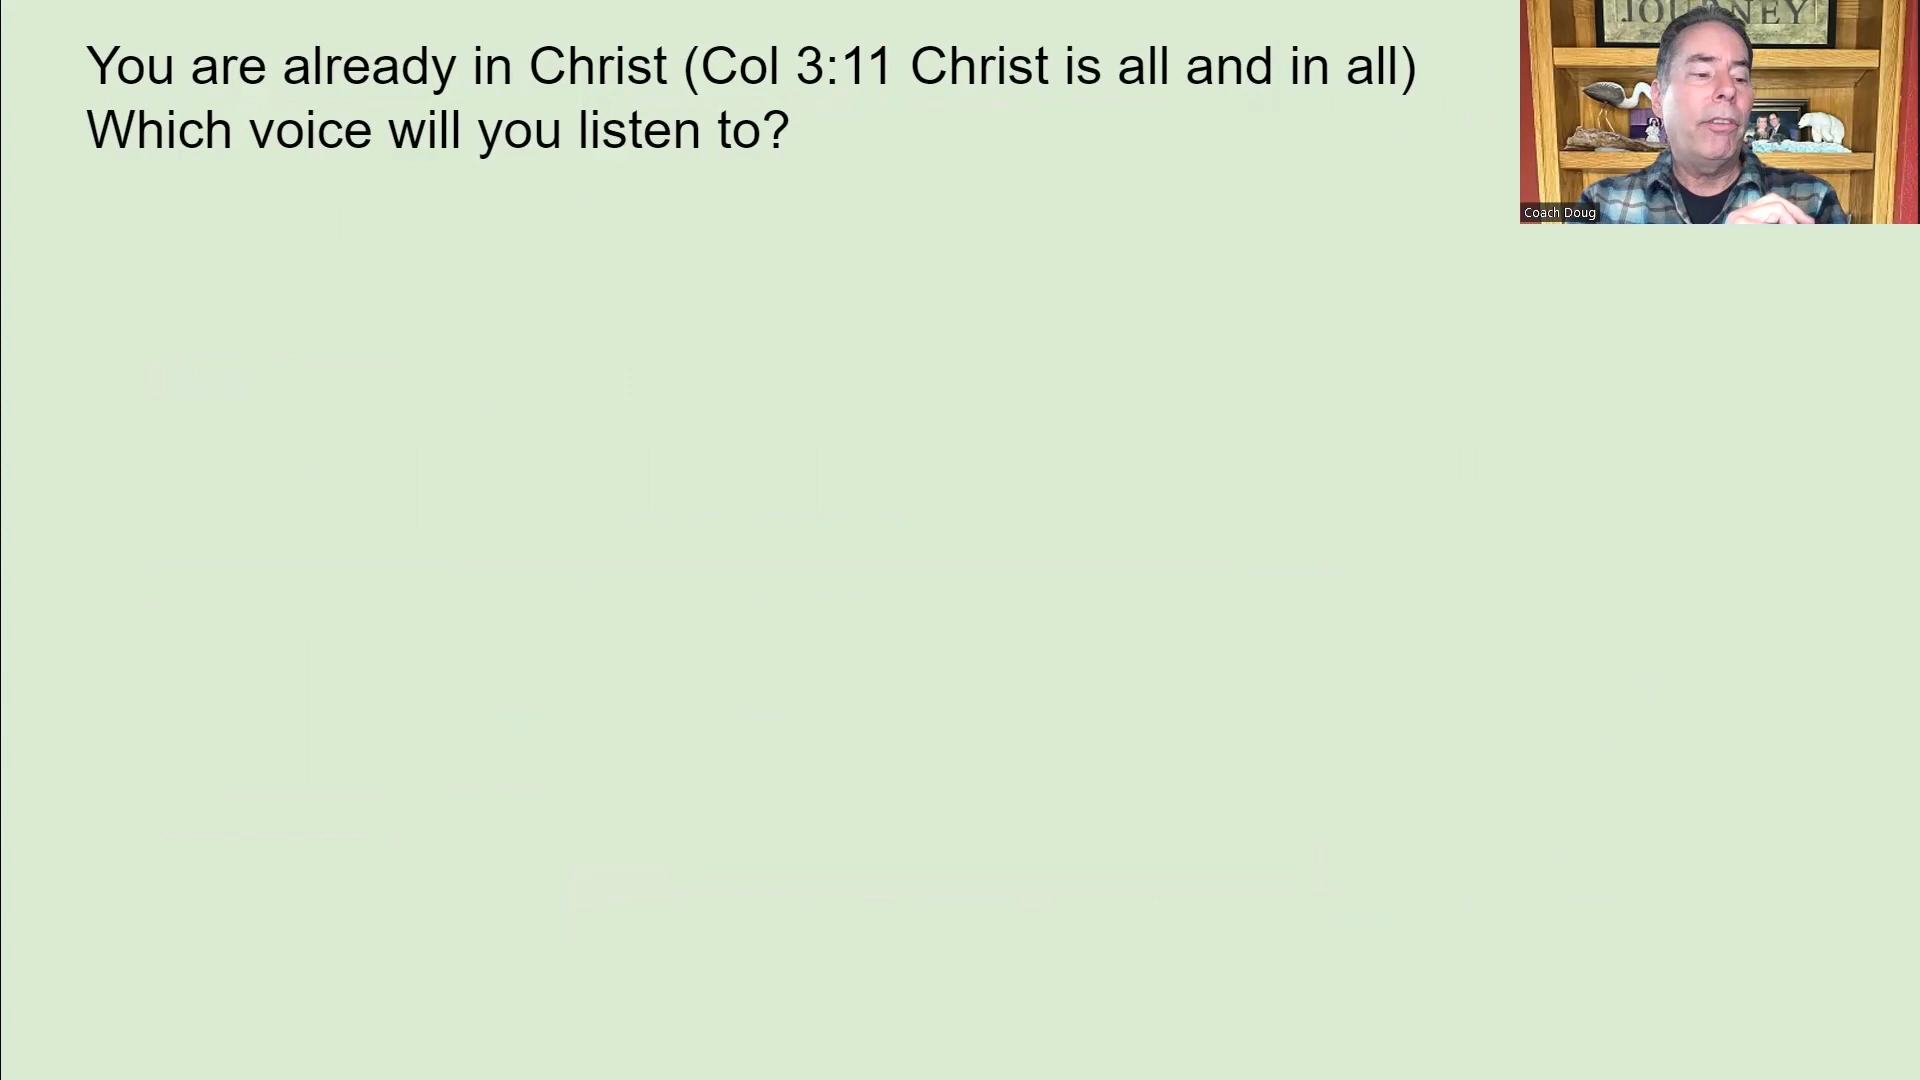 You are already in Christ (Col 3:11 Christ is all and in all)
Which voice will you listen to?
JOURNEY
Coach Doug